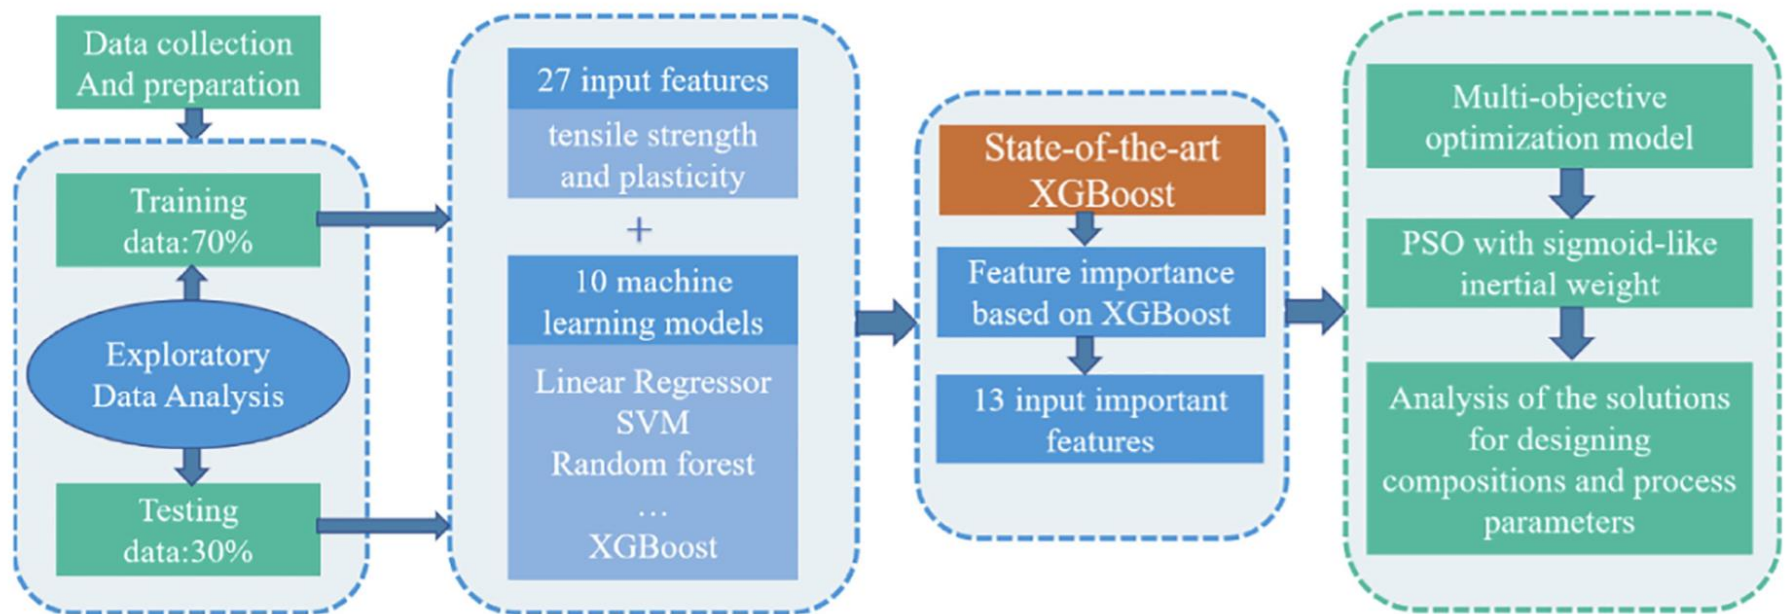 Data collection
And preparation
Training
data:70%
Exploratory
Data Analysis
Testing
data:30%
27 input features
tensile strength
and plasticity
+
10 machine
learning models
Linear Regressor
SVM
Random forest
...
XGBoost
State-of-the-art
XGBoost
Feature importance
based on XGBoost
13 input important
features
Multi-objective
optimization model
PSO with sigmoid-like
inertial weight
Analysis of the solutions
for designing
compositions and process
parameters